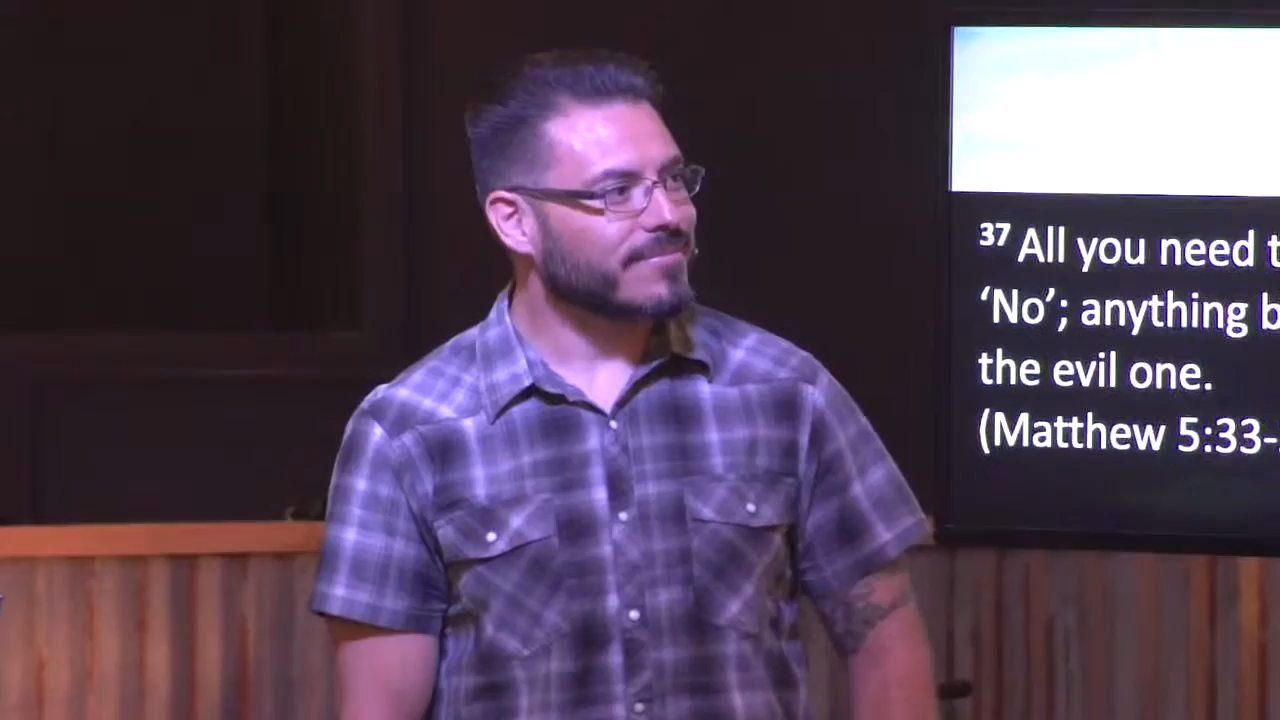 37 All you need t
‘No’; anything b
the evil one.
(Matthew 5:33-